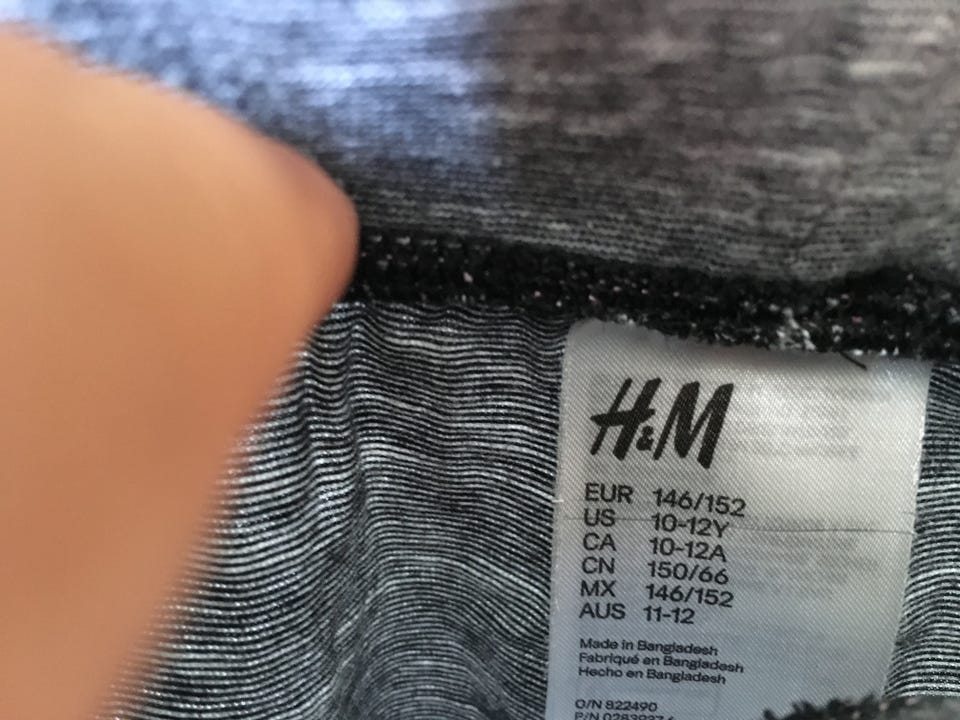 H&M
EUR 146/152
US 10-12Y
CA 10-12A
CN 150/66
MX 146/152
AUS 11-12
Made in Bangladesh
Fabriqué en Bangladesh
Hecho en Bangladesh
O/N 822490
P/N